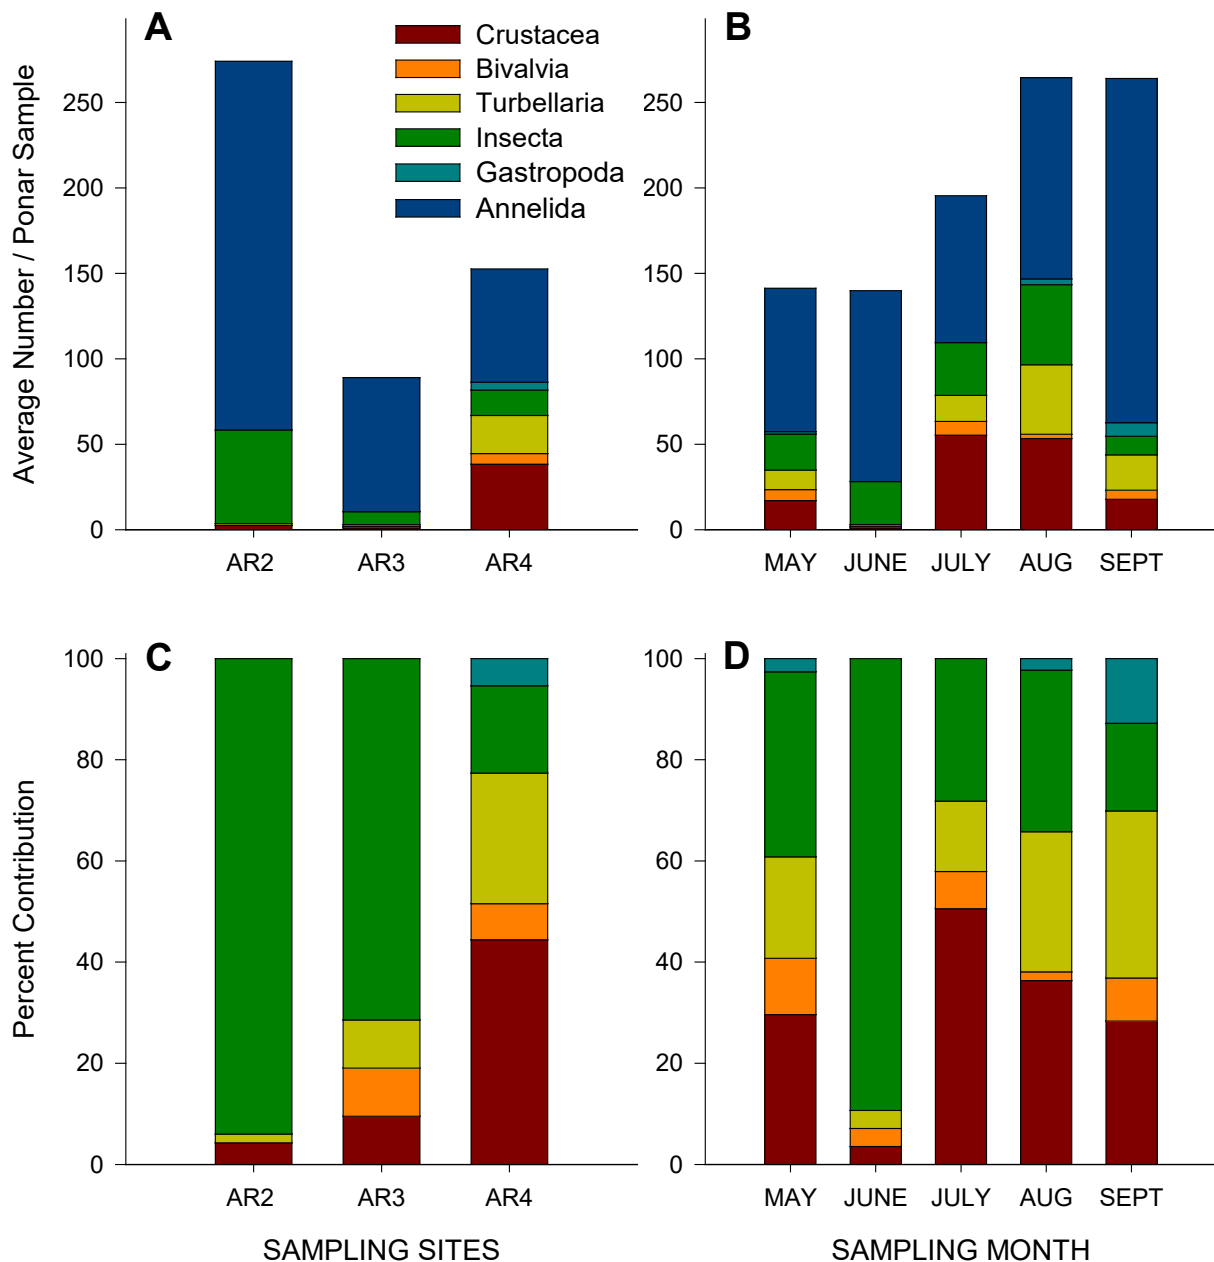 A
Crustacea
Bivalvia
Turbellaria
Insecta
Gastropoda
Annelida
Average Number / Ponar Sample
250
200
150
100
50
0
AR2 AR3 AR4
B
250
200
150
100
50
0
MAY JUNE JULY AUG SEPT
C
Percent Contribution
100
80
60
40
20
0
AR2 AR3 AR4
SAMPLING SITES
D
100
80
60
40
20
0
MAY JUNE JULY AUG SEPT
SAMPLING MONTH